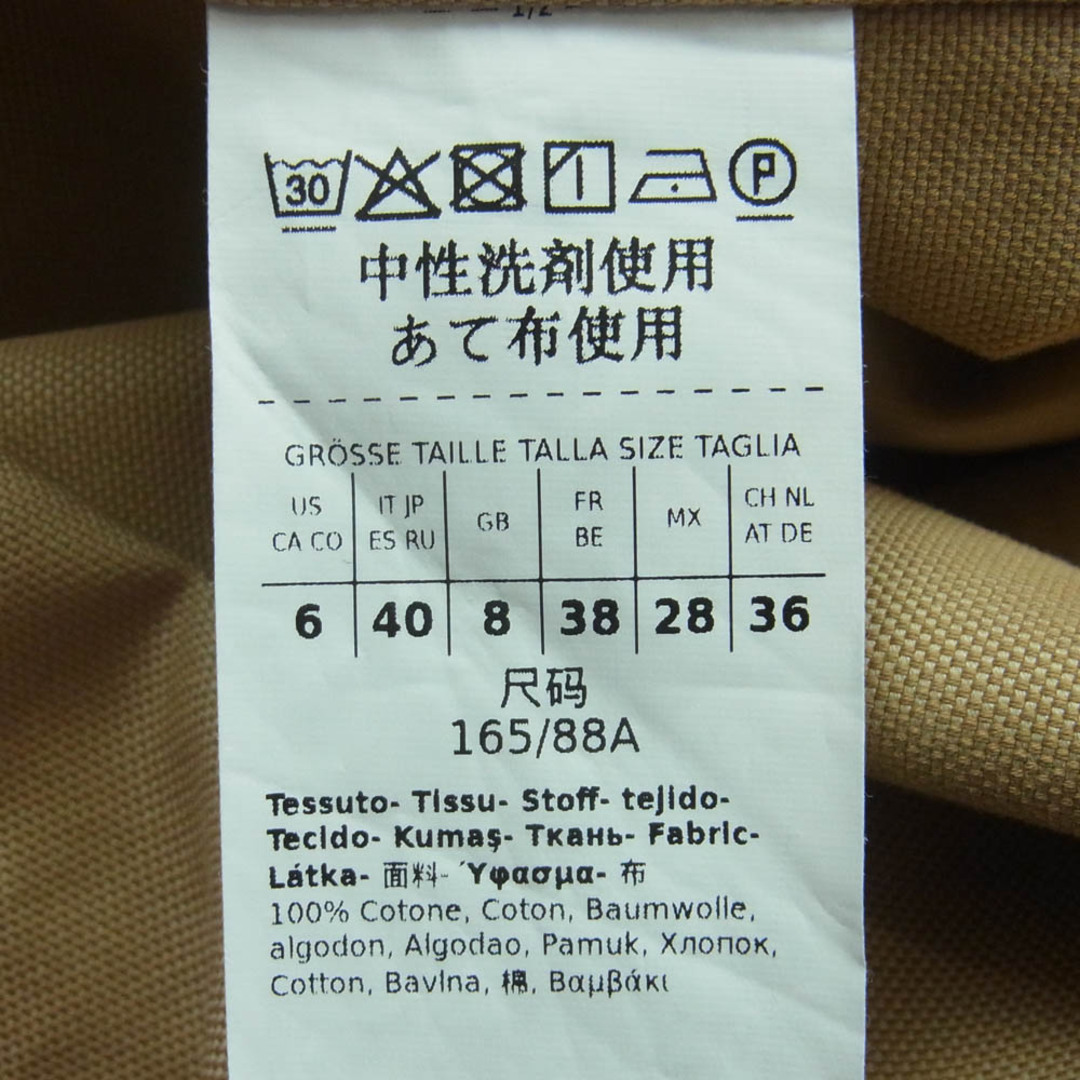 1/2
30 P
中性洗剤使用
あて布使用
GRÖSSE TAILLE TALLA SIZE TAGLIA
US IT JP GB FR MX CH NL
CA CO ES RU BE AT DE
6 40 8 38 28 36
尺码
165/88A
Tessuto- Tissu- Stoff- tejido-
Tecido- Kumaş- Ткань- Fabric-
Látka- 面料- Ύφασμα- 布
100% Cotone, Coton, Baumwolle,
algodon, Algodao, Pamuk, Хлопок,
Cotton, Bavlna, 棉, Βαμβάκι